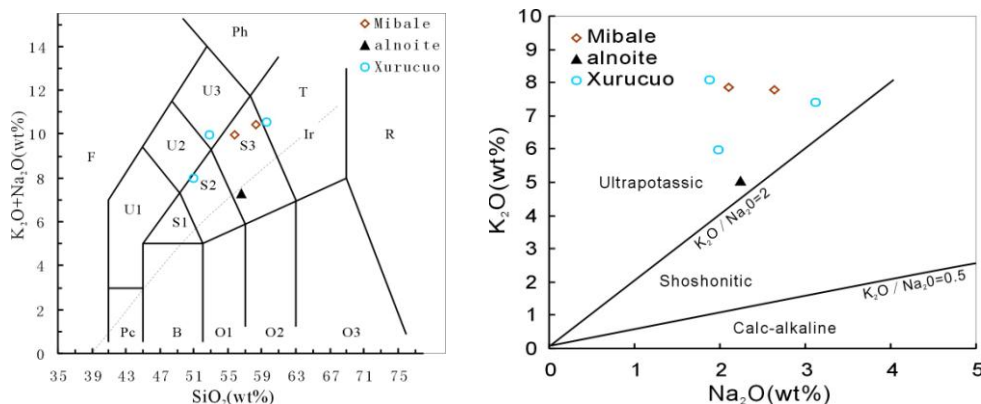 K2O+Na2O(wt%)
14
12
10
8
6
4
2
0
35 39 43 47 51 55 59 63 67 71 75
SiO2(wt%)
Mibale
alnoite
Xurucuo
Ph
U3
T
F
U2
S3
Ir
R
U1
S2
S1
Pc
B
O1
O2
O3
K2O(wt%)
10
9
8
7
6
5
4
3
2
1
0
0 1 2 3 4 5
Na2O(wt%)
Mibale
alnoite
Xurucuo
Ultrapotassic
K2O / Na20=2
Shoshonitic
K2O / Na20=0.5
Calc-alkaline